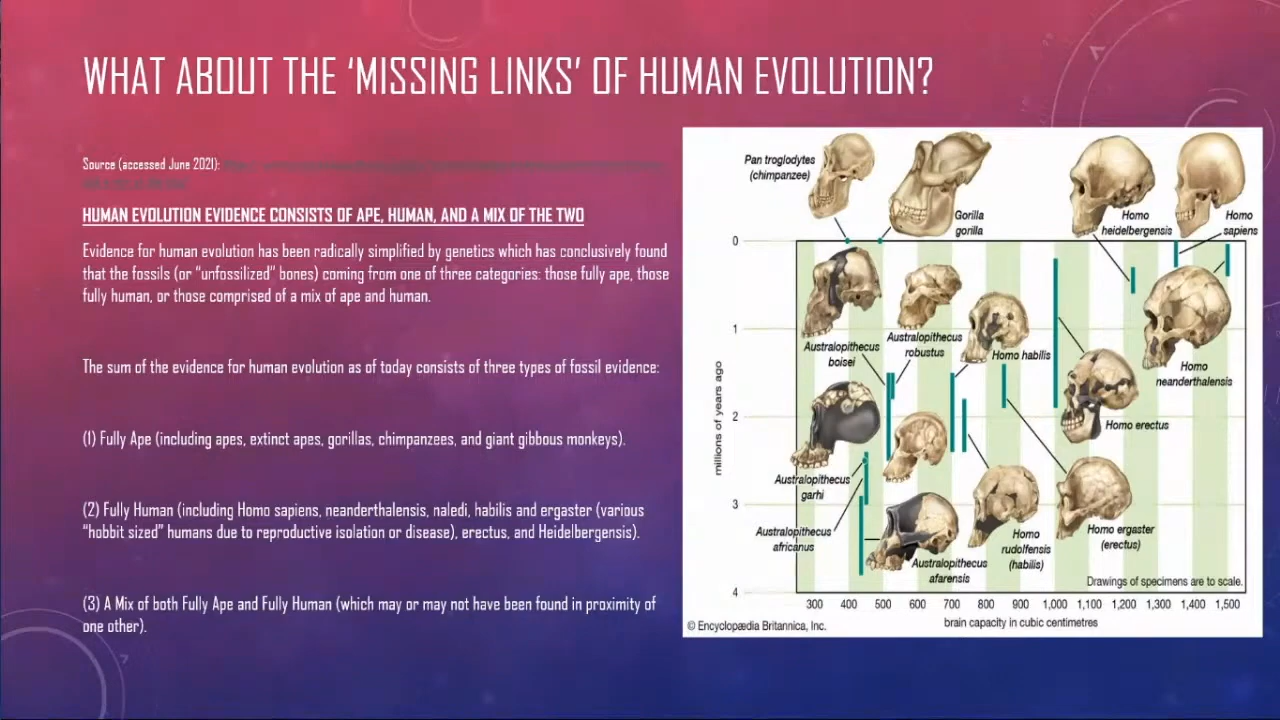 WHAT ABOUT THE ‘MISSING LINKS’ OF HUMAN EVOLUTION?
Source (accessed June 2021):
HUMAN EVOLUTION EVIDENCE CONSISTS OF APE, HUMAN, AND A MIX OF THE TWO
Evidence for human evolution has been radically simplified by genetics which has conclusively found
that the fossils (or “unfossilized” bones) coming from one of three categories: those fully ape, those
fully human, or those comprised of a mix of ape and human.
The sum of the evidence for human evolution as of today consists of three types of fossil evidence:
(1) Fully Ape (including apes, extinct apes, gorillas, chimpanzees, and giant gibbous monkeys).
(2) Fully Human (including Homo sapiens, neanderthalensis, naledi, habilis and ergaster (various
“hobbit sized” humans due to reproductive isolation or disease), erectus, and Heidelbergensis).
(3) A Mix of both Fully Ape and Fully Human (which may or may not have been found in proximity of
one other).
Pan troglodytes
(chimpanzee)
Gorilla
gorilla
Homo
heidelbergensis
Homo
sapiens
Australopithecus
boisei
Australopithecus
robustus
Homo habilis
Homo
neanderthalensis
Homo erectus
Australopithecus
garhi
Australopithecus
africanus
Australopithecus
afarensis
Homo
rudolfensis
(habilis)
Homo ergaster
(erectus)
Drawings of specimens are to scale.
millions of years ago
0
1
2
3
4
300 400 500 600 700 800 900 1,000 1,100 1,200 1,300 1,400 1,500
brain capacity in cubic centimetres
© Encyclopædia Britannica, Inc.